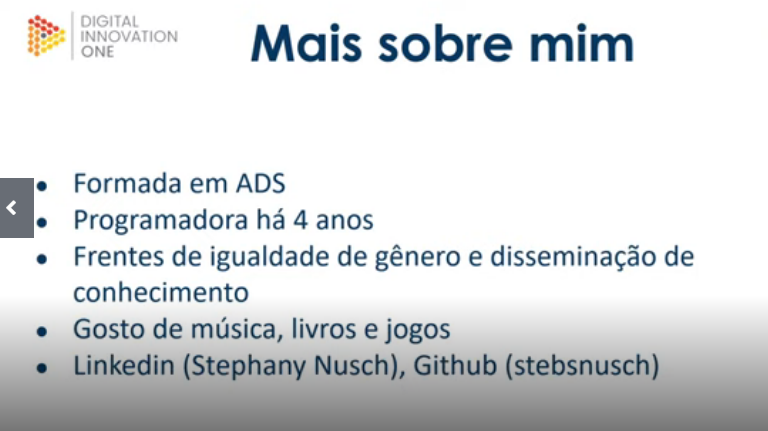 DIGITAL
INNOVATION
ONE
Mais sobre mim
• Formada em ADS
• Programadora há 4 anos
• Frentes de igualdade de gênero e disseminação de
conhecimento
• Gosto de música, livros e jogos
• Linkedin (Stephany Nusch), Github (stebsnusch)